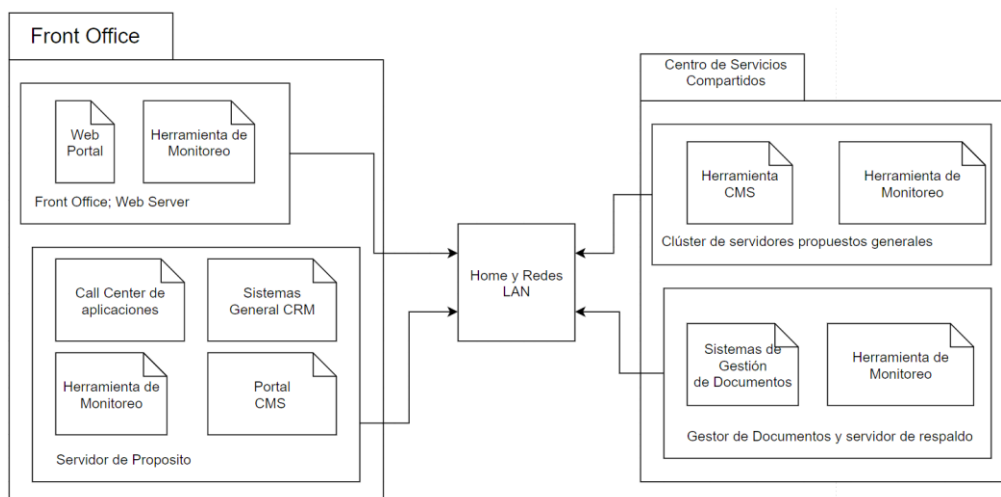 Front Office
Web
Portal
Herramienta de
Monitoreo
Front Office; Web Server
Call Center de
aplicaciones
Sistemas
General CRM
Herramienta de
Monitoreo
Portal
CMS
Servidor de Proposito
Home y Redes
LAN
Centro de Servicios
Compartidos
Herramienta
CMS
Herramienta de
Monitoreo
Clúster de servidores propuestos generales
Sistemas de
Gestión
de Documentos
Herramienta de
Monitoreo
Gestor de Documentos y servidor de respaldo